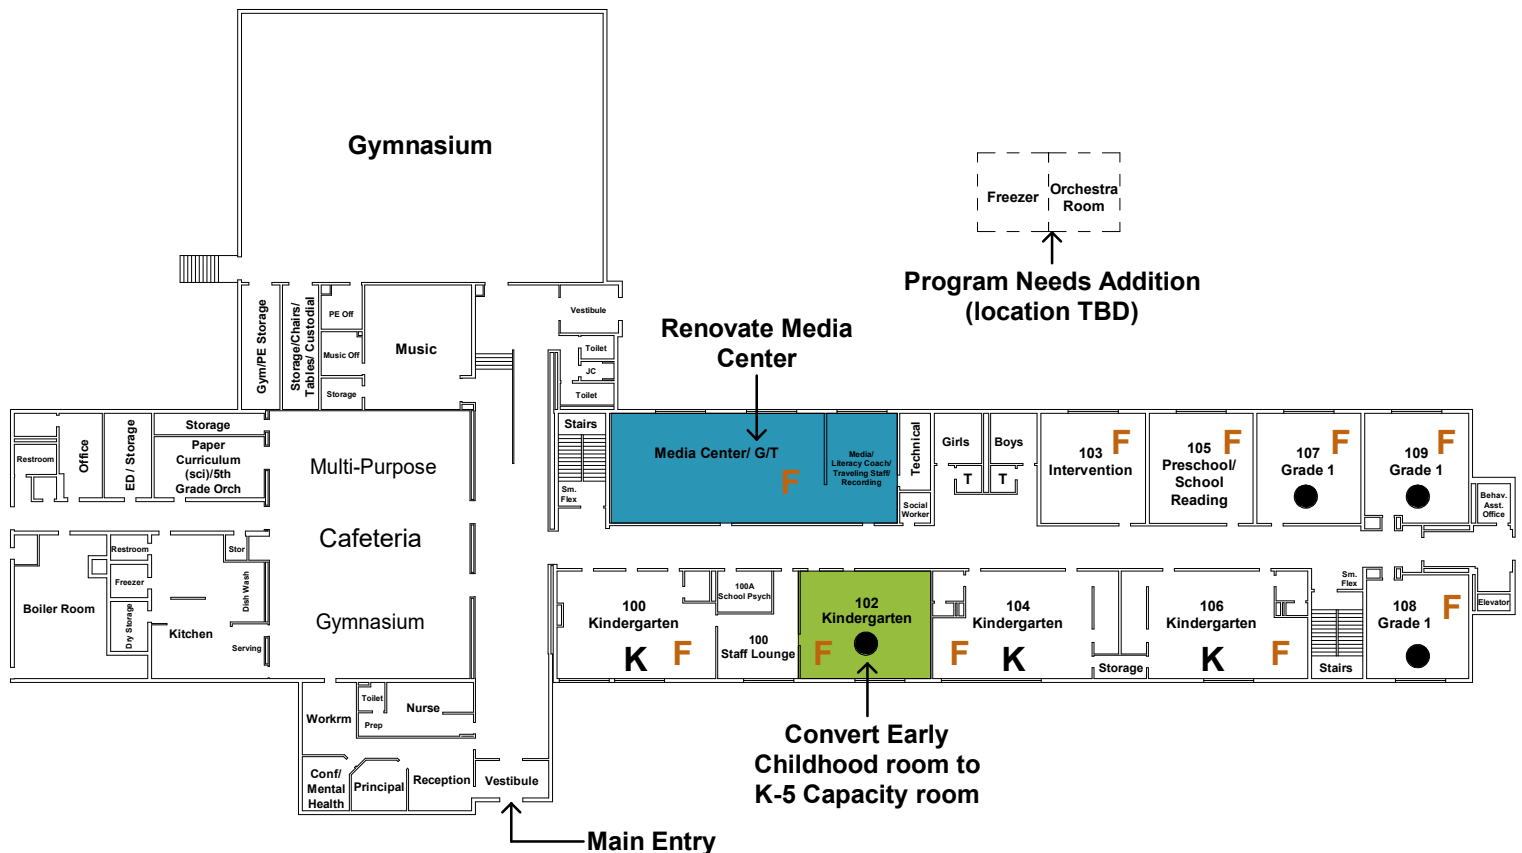 Gymnasium
Freezer
Orchestra
Room
Program Needs Addition
(location TBD)
Gym/PE Storage
Storage/Chairs/
Tables/ Custodial
PE Off
Music Off
Storage
Music
Vestibule
Toilet
JC
Toilet
Renovate Media
Center
Restroom
Office
ED / Storage
Storage
Paper
Curriculum
(sci)/5th
Grade Orch
Multi-Purpose
Cafeteria
Gymnasium
Stairs
Sm.
Flex
Media Center/ G/T
F
Media/
Literacy Coach/
Traveling Staff/
Recording
Technical
Social
Worker
Girls
T
Boys
T
103
Intervention
F
105
Preschool/
School
Reading
F
107
Grade 1
F
109
Grade 1
F
Behav.
Asst.
Office
Boiler Room
Restroom
Freezer
Dry Storage
Kitchen
Stor
Dish Wash
Serving
100
Kindergarten
K
F
100A
School Psych
100
Staff Lounge
102
Kindergarten
F
104
Kindergarten
F
K
Storage
106
Kindergarten
K
F
Sm.
Flex
Stairs
108
Grade 1
F
Elevator
Workrm
Toilet
Prep
Nurse
Conf/
Mental
Health
Principal
Reception
Vestibule
Convert Early
Childhood room to
K-5 Capacity room
Main Entry